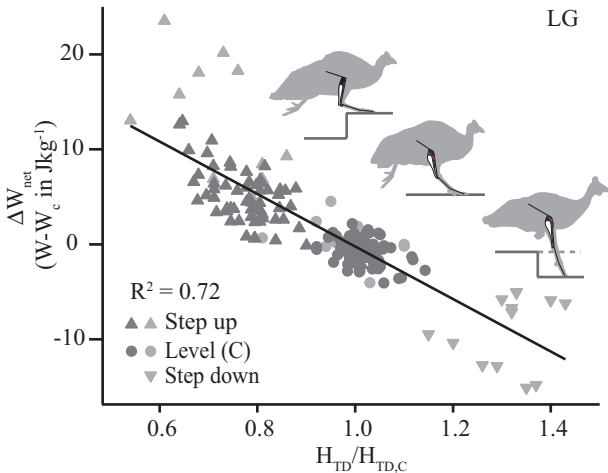 LG
20
10
0
-10
ΔW_net
(W-W_c in Jkg⁻¹)
R² = 0.72
Step up
Level (C)
Step down
0.6 0.8 1.0 1.2 1.4
H_TD/H_TD,C